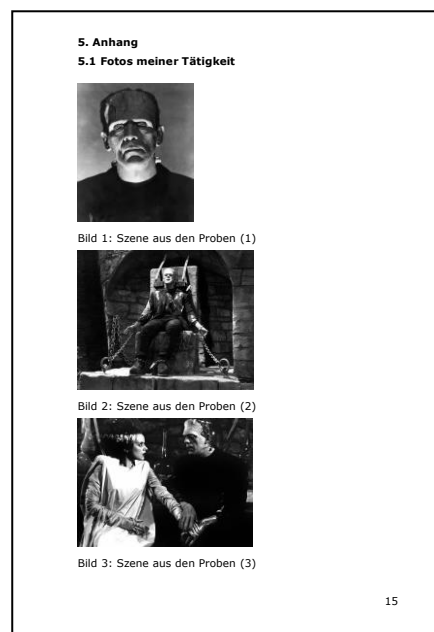 5. Anhang
5.1 Fotos meiner Tätigkeit
Bild 1: Szene aus den Proben (1)
Bild 2: Szene aus den Proben (2)
Bild 3: Szene aus den Proben (3)
15